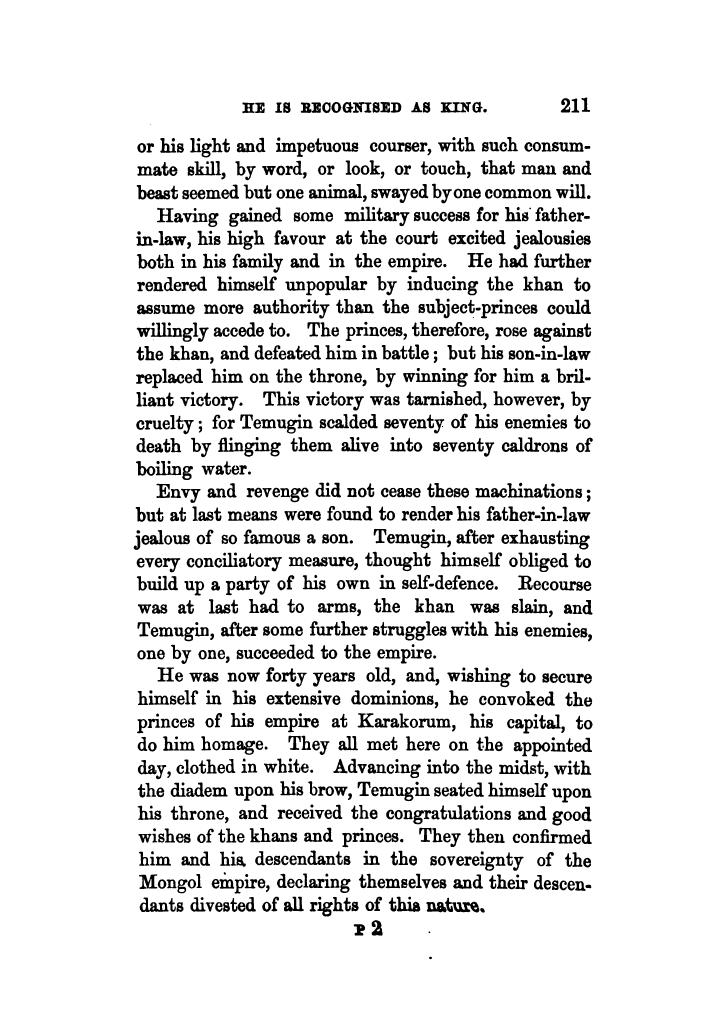 HE IS RECOGNISED AS KING. 211
or his light and impetuous courser, with such consum-
mate skill, by word, or look, or touch, that man and
beast seemed but one animal, swayed by one common will.
Having gained some military success for his father-
in-law, his high favour at the court excited jealousies
both in his family and in the empire. He had further
rendered himself unpopular by inducing the khan to
assume more authority than the subject-princes could
willingly accede to. The princes, therefore, rose against
the khan, and defeated him in battle; but his son-in-law
replaced him on the throne, by winning for him a bril-
liant victory. This victory was tarnished, however, by
cruelty; for Temugin scalded seventy of his enemies to
death by flinging them alive into seventy caldrons of
boiling water.
Envy and revenge did not cease these machinations;
but at last means were found to render his father-in-law
jealous of so famous a son. Temugin, after exhausting
every conciliatory measure, thought himself obliged to
build up a party of his own in self-defence. Recourse
was at last had to arms, the khan was slain, and
Temugin, after some further struggles with his enemies,
one by one, succeeded to the empire.
He was now forty years old, and, wishing to secure
himself in his extensive dominions, he convoked the
princes of his empire at Karakorum, his capital, to
do him homage. They all met here on the appointed
day, clothed in white. Advancing into the midst, with
the diadem upon his brow, Temugin seated himself upon
his throne, and received the congratulations and good
wishes of the khans and princes. They then confirmed
him and his descendants in the sovereignty of the
Mongol empire, declaring themselves and their descen-
dants divested of all rights of this nature.
P 2